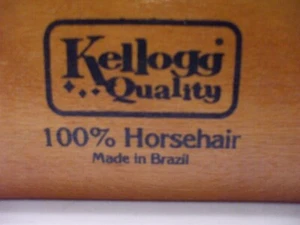 Kellogg
Quality
100% Horsehair
Made in Brazil